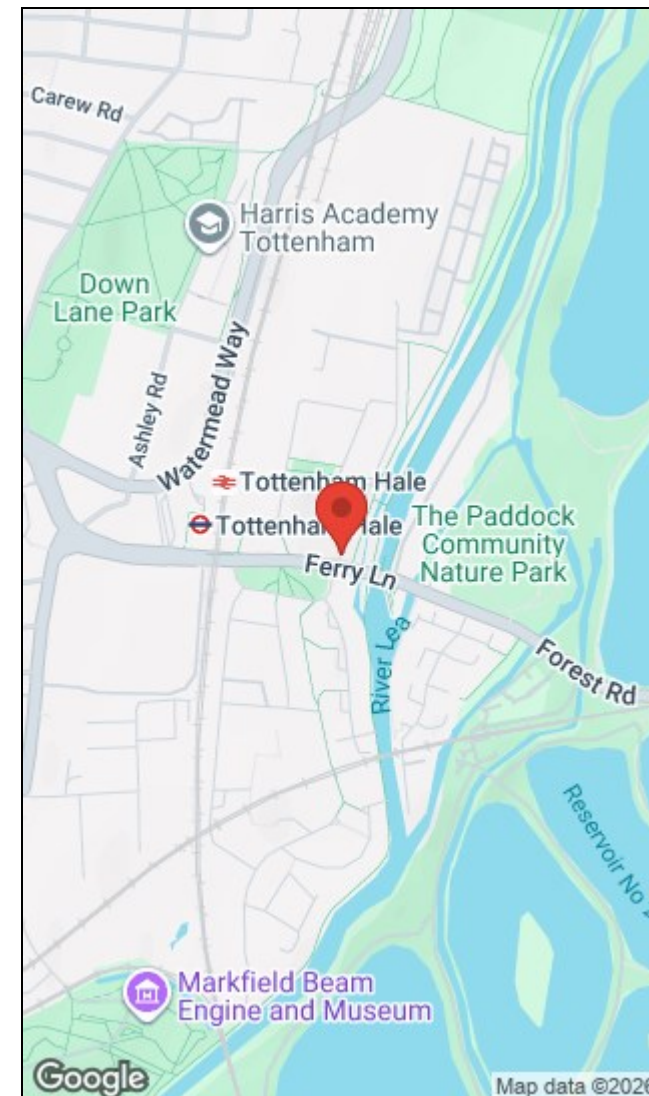 Carew Rd
Harris Academy
Tottenham
Down
Lane Park
Watermead Way
Ashley Rd
Tottenham Hale
Tottenham Hale
The Paddock
Community
Nature Park
Ferry Ln
River Lea
Forest Rd
Reservoir No
Markfield Beam
Engine and Museum
Google
Map data ©2026